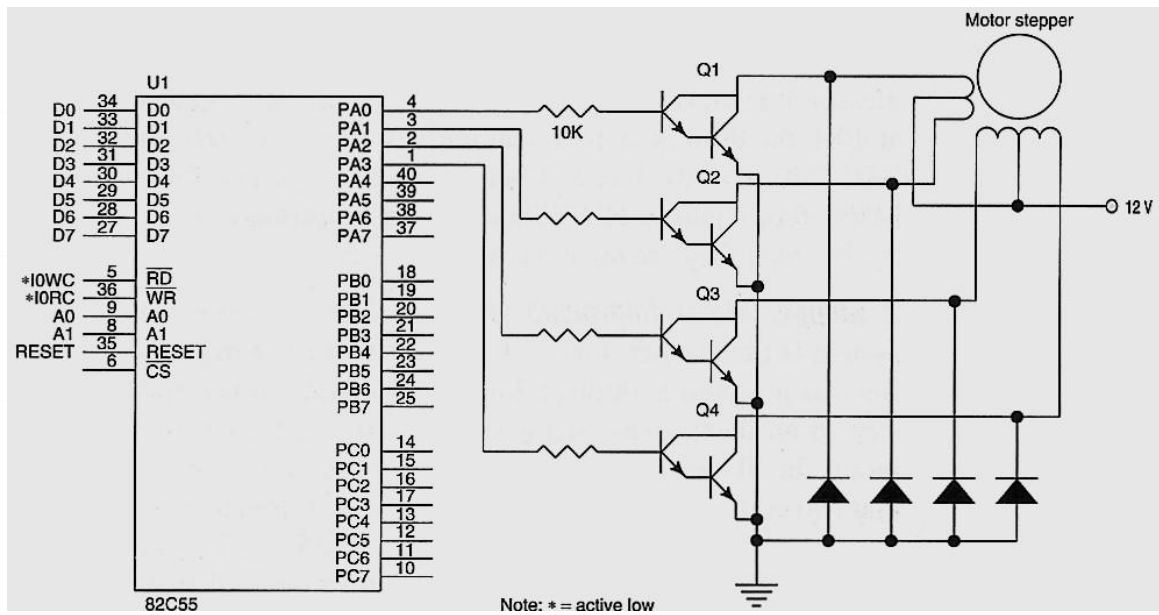 Motor stepper
U1
Q1
34 D0 D0 PA0 4
33 D1 D1 PA1 3
32 D2 D2 PA2 2
31 D3 D3 PA3 1
30 D4 D4 PA4 40
29 D5 D5 PA5 39
28 D6 D6 PA6 38
27 D7 D7 PA7 37
10K
Q2
12 V
*I0WC 5 RD
*I0RC 36 WR
A0 9 A0
A1 8 A1
RESET 35 RESET
6 CS
PB0 18
PB1 19
PB2 20
PB3 21
PB4 22
PB5 23
PB6 24
PB7 25
Q3
Q4
PC0 14
PC1 15
PC2 16
PC3 17
PC4 13
PC5 12
PC6 11
PC7 10
82C55
Note: * = active low